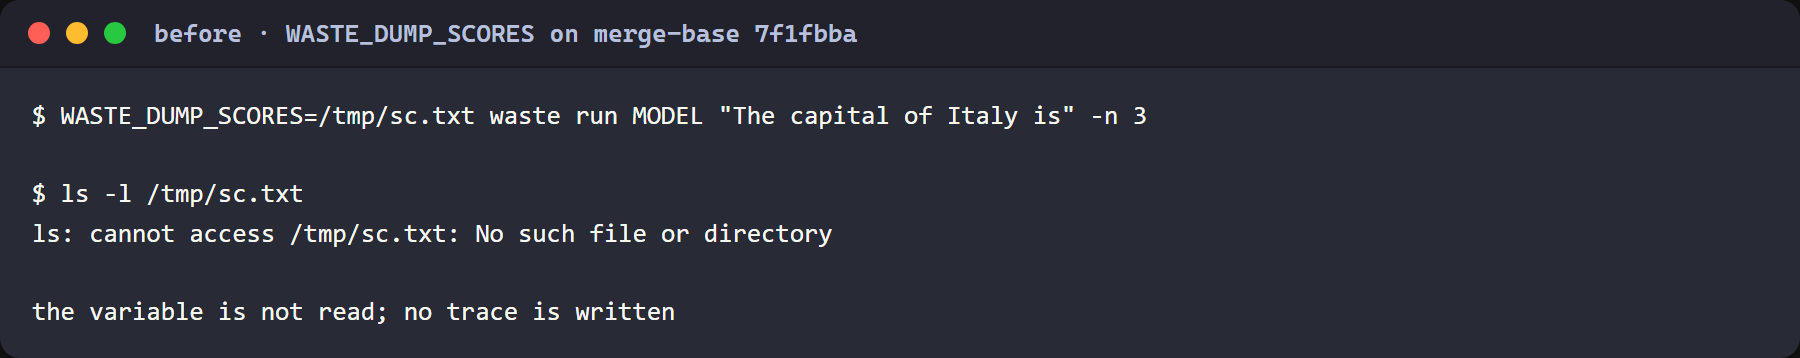 before · WASTE_DUMP_SCORES on merge-base 7f1fbba
$ WASTE_DUMP_SCORES=/tmp/sc.txt waste run MODEL "The capital of Italy is" -n 3
$ ls -l /tmp/sc.txt
ls: cannot access /tmp/sc.txt: No such file or directory
the variable is not read; no trace is written